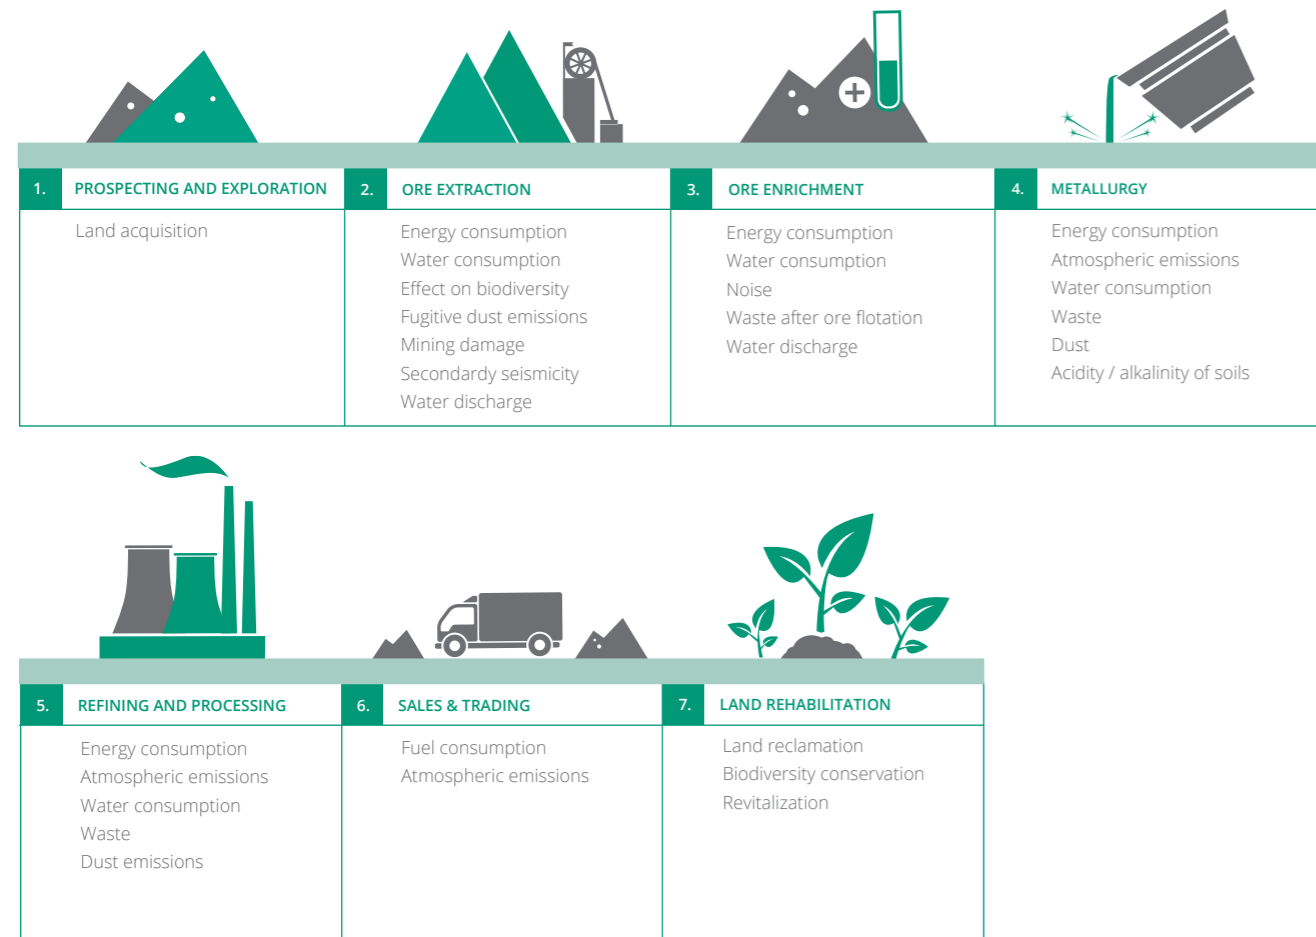 1. PROSPECTING AND EXPLORATION
Land acquisition
2. ORE EXTRACTION
Energy consumption
Water consumption
Effect on biodiversity
Fugitive dust emissions
Mining damage
Secondardy seismicity
Water discharge
3. ORE ENRICHMENT
Energy consumption
Water consumption
Noise
Waste after ore flotation
Water discharge
4. METALLURGY
Energy consumption
Atmospheric emissions
Water consumption
Waste
Dust
Acidity / alkalinity of soils
5. REFINING AND PROCESSING
Energy consumption
Atmospheric emissions
Water consumption
Waste
Dust emissions
6. SALES & TRADING
Fuel consumption
Atmospheric emissions
7. LAND REHABILITATION
Land reclamation
Biodiversity conservation
Revitalization